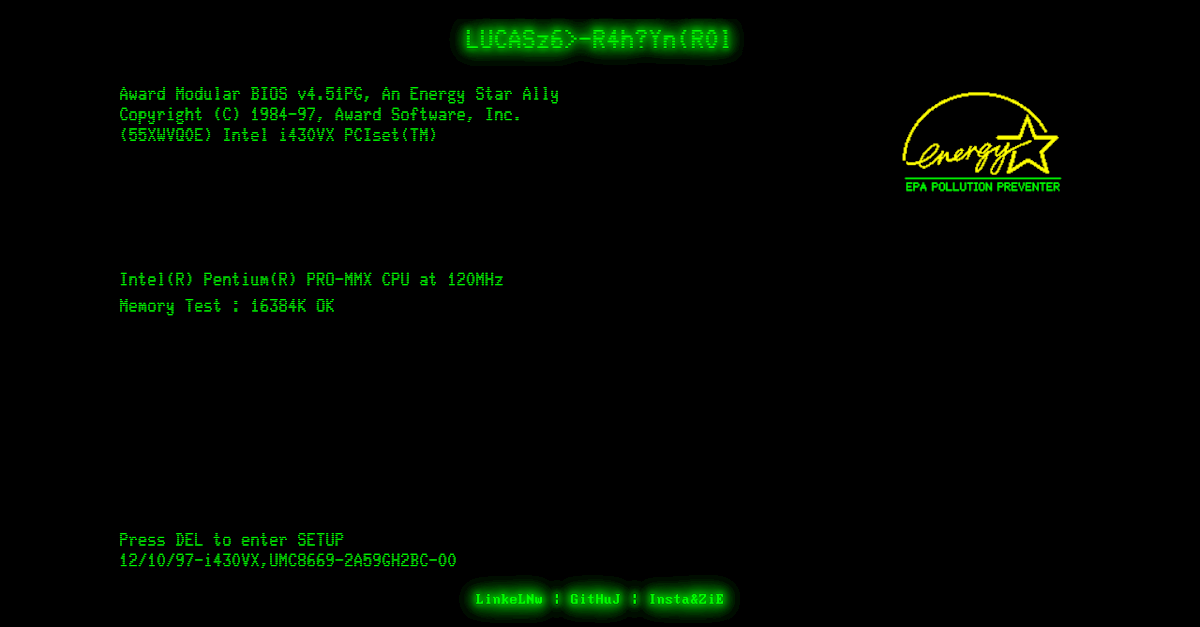 LUCASz6>-R4h?Yn(R0l
Award Modular BIOS v4.51PG, An Energy Star Ally
Copyright (C) 1984-97, Award Software, Inc.
(55XWVQ0E) Intel i430VX PCIset(TM)
energy
EPA POLLUTION PREVENTER
Intel(R) Pentium(R) PRO-MMX CPU at 120MHz
Memory Test : 16384K OK
Press DEL to enter SETUP
12/10/97-i430VX,UMC8669-2A59GH2BC-00
LinkeLNw ¦ GitHuJ ¦ Insta&ZiE